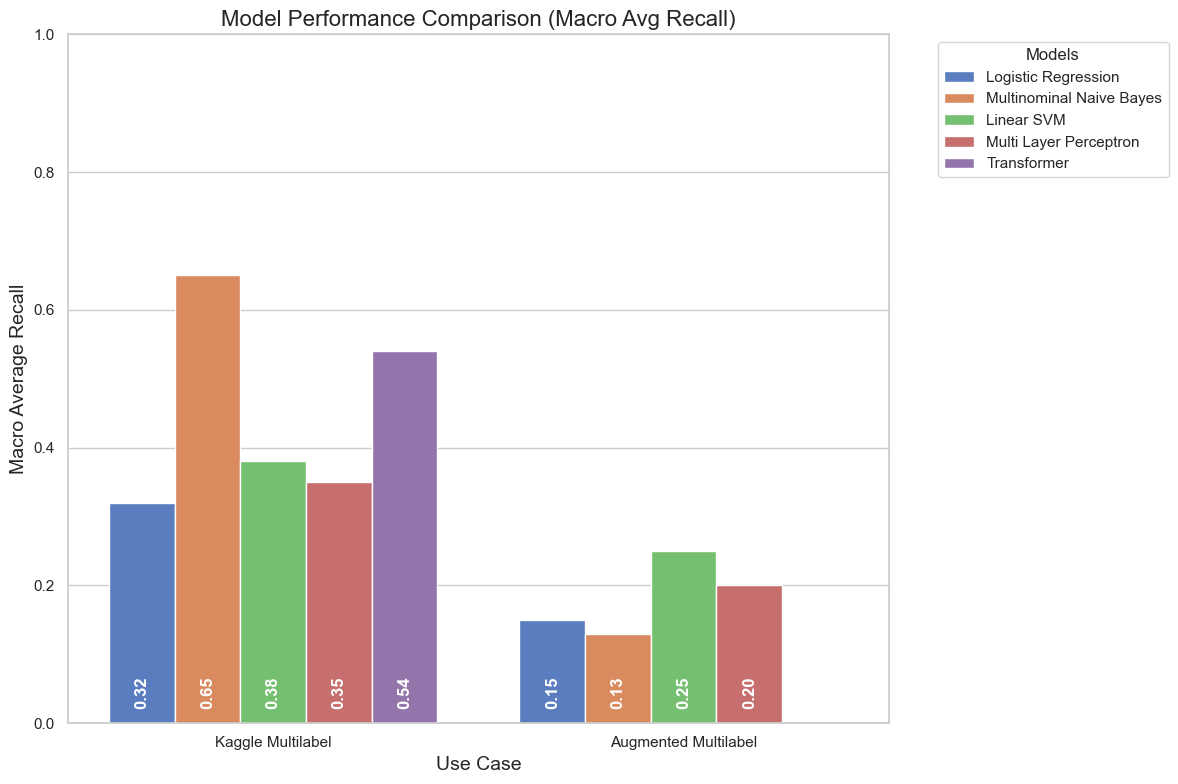 Model Performance Comparison (Macro Avg Recall)
Macro Average Recall
1.0
0.8
0.6
0.4
0.2
0.0
0.32
0.65
0.38
0.35
0.54
0.15
0.13
0.25
0.20
Kaggle Multilabel
Augmented Multilabel
Use Case
Models
Logistic Regression
Multinominal Naive Bayes
Linear SVM
Multi Layer Perceptron
Transformer